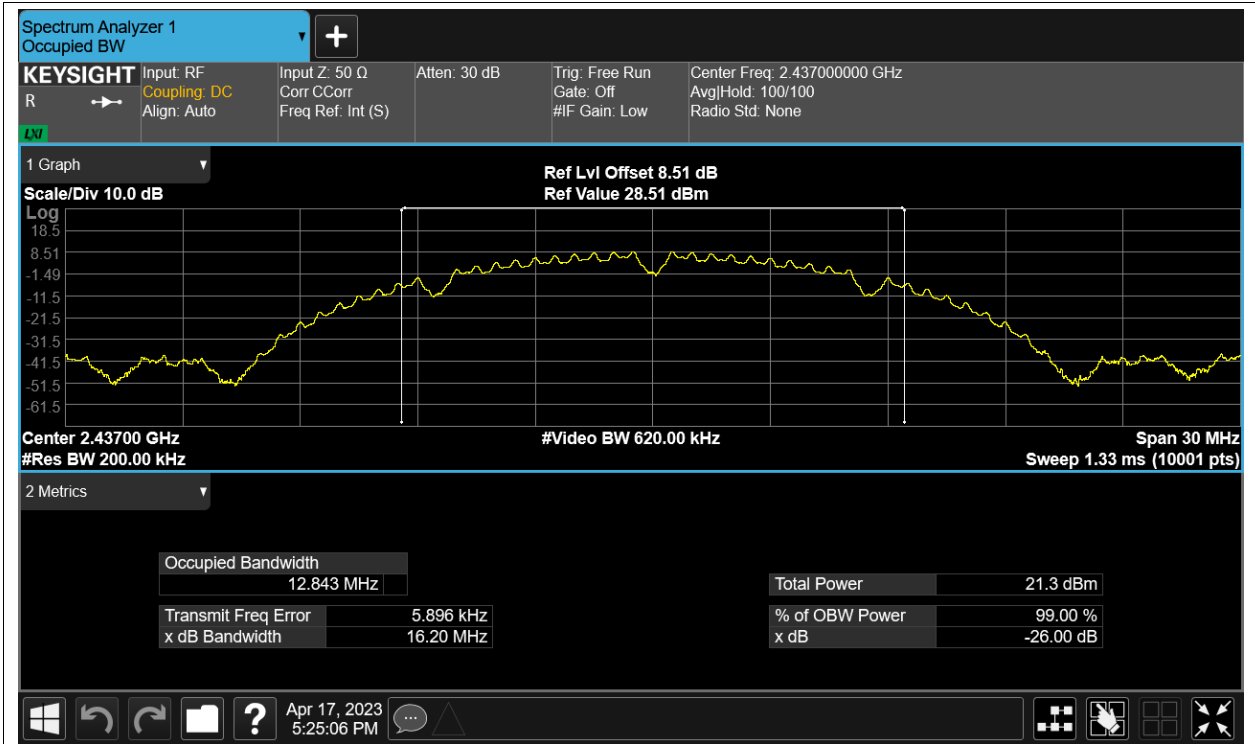 Spectrum Analyzer 1
Occupied BW
KEYSIGHT
R
LXI
Input: RF
Coupling: DC
Align: Auto
Input Z: 50 Ω
Corr CCorr
Freq Ref: Int (S)
Atten: 30 dB
Trig: Free Run
Gate: Off
#IF Gain: Low
Center Freq: 2.437000000 GHz
Avg|Hold: 100/100
Radio Std: None
1 Graph
Scale/Div 10.0 dB
Ref Lvl Offset 8.51 dB
Ref Value 28.51 dBm
Log
18.5
8.51
-1.49
-11.5
-21.5
-31.5
-41.5
-51.5
-61.5
Center 2.43700 GHz
#Res BW 200.00 kHz
#Video BW 620.00 kHz
Span 30 MHz
Sweep 1.33 ms (10001 pts)
2 Metrics
Occupied Bandwidth
12.843 MHz
Transmit Freq Error 5.896 kHz
x dB Bandwidth 16.20 MHz
Total Power 21.3 dBm
% of OBW Power 99.00 %
x dB -26.00 dB
?
Apr 17, 2023
5:25:06 PM